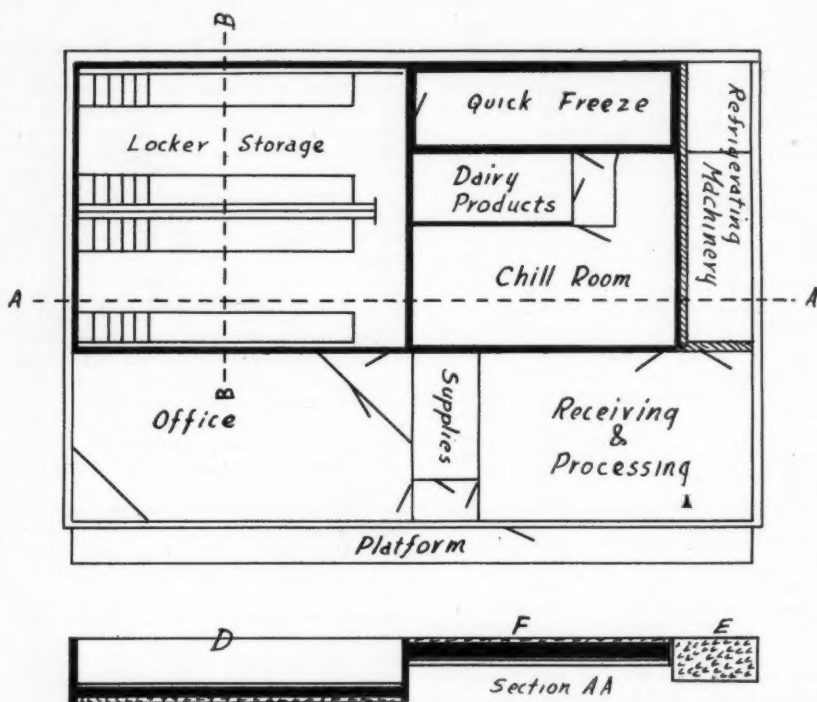 B
Quick Freeze
Refrigerating
Machinery
Locker Storage
Dairy
Products
Chill Room
A
A
B
Office
Supplies
Receiving
&
Processing
Platform
D
F
E
Section AA